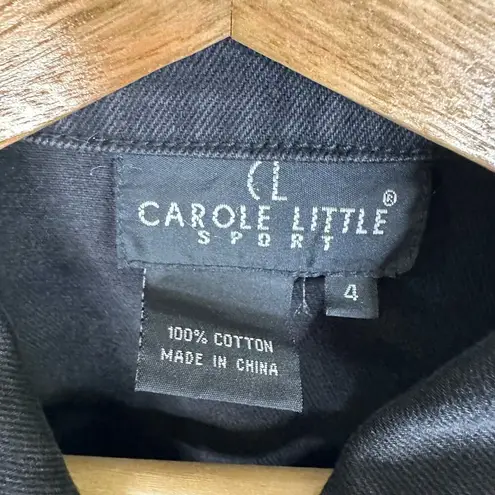 CL
CAROLE LITTLE®
SPORT
4
100% COTTON
MADE IN CHINA